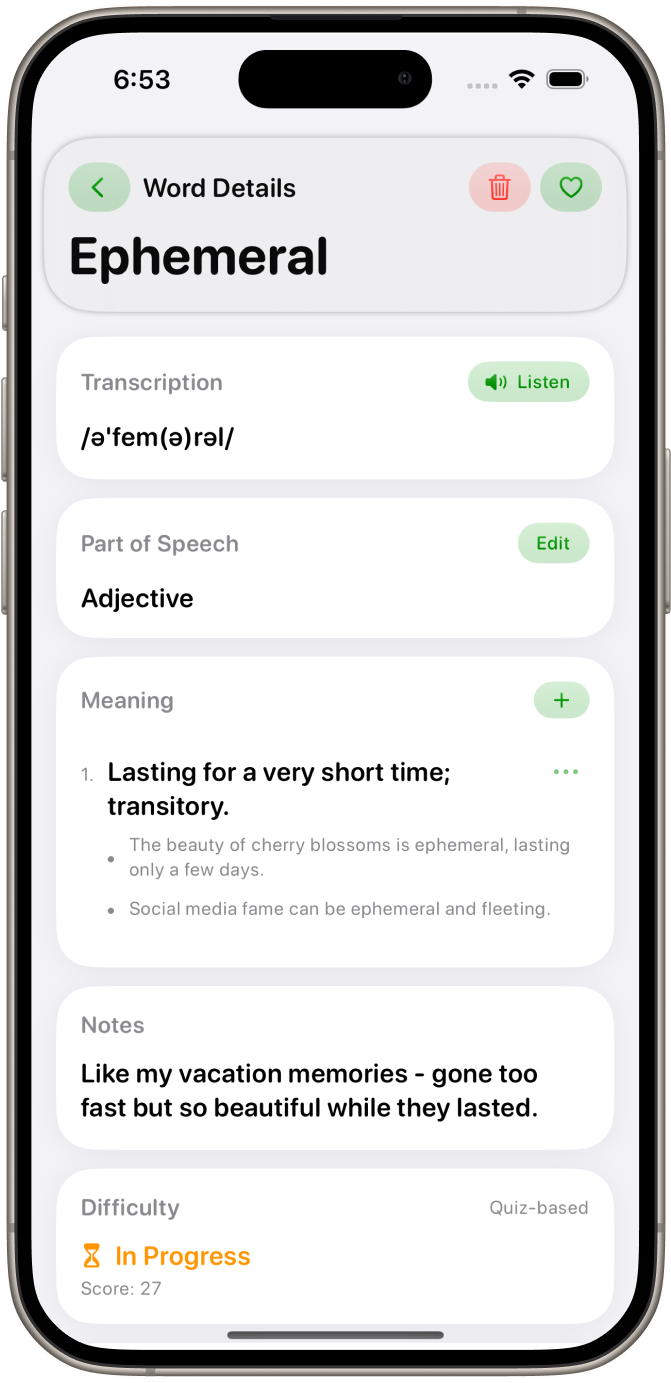 6:53
Word Details
Ephemeral
Transcription
Listen
/ə'fem(ə)rəl/
Part of Speech
Edit
Adjective
Meaning
+
1. Lasting for a very short time;
transitory.
• The beauty of cherry blossoms is ephemeral, lasting
only a few days.
• Social media fame can be ephemeral and fleeting.
Notes
Like my vacation memories - gone too
fast but so beautiful while they lasted.
Difficulty
Quiz-based
In Progress
Score: 27